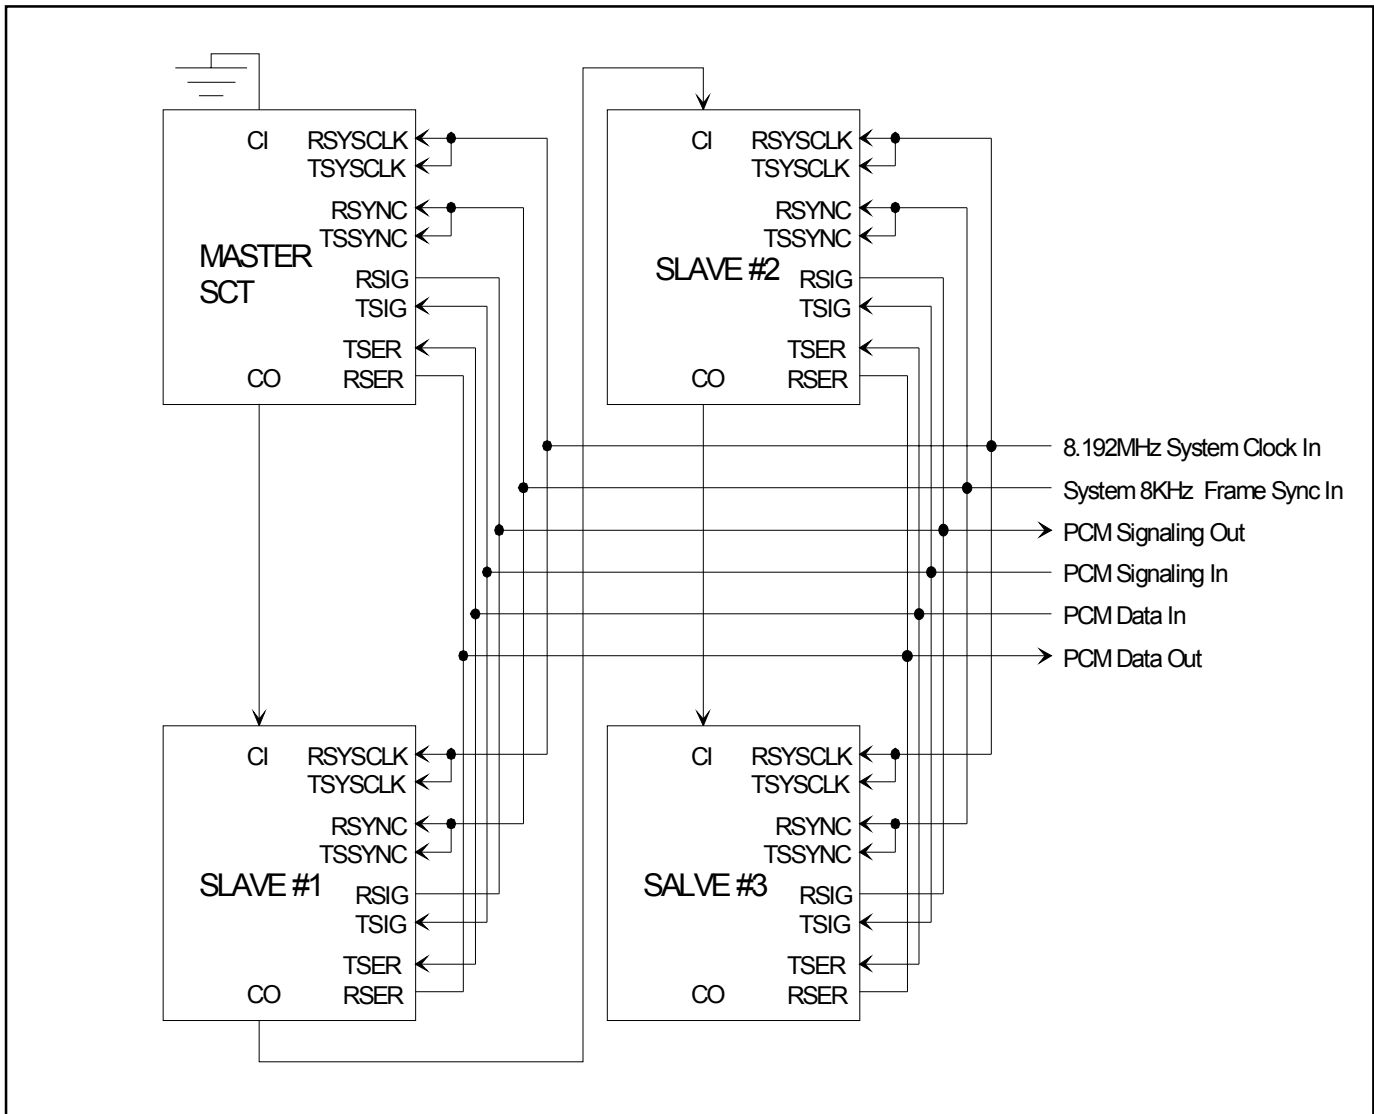 CI RSYSCLK
TSYSCLK
RSYNC
TSSYNC
MASTER
SCT
RSIG
TSIG
TSER
CO RSER
CI RSYSCLK
TSYSCLK
RSYNC
TSSYNC
SLAVE #2
RSIG
TSIG
TSER
CO RSER
8.192MHz System Clock In
System 8KHz Frame Sync In
PCM Signaling Out
PCM Signaling In
PCM Data In
PCM Data Out
CI RSYSCLK
TSYSCLK
RSYNC
TSSYNC
SLAVE #1
RSIG
TSIG
TSER
CO RSER
CI RSYSCLK
TSYSCLK
RSYNC
TSSYNC
SALVE #3
RSIG
TSIG
TSER
CO RSER